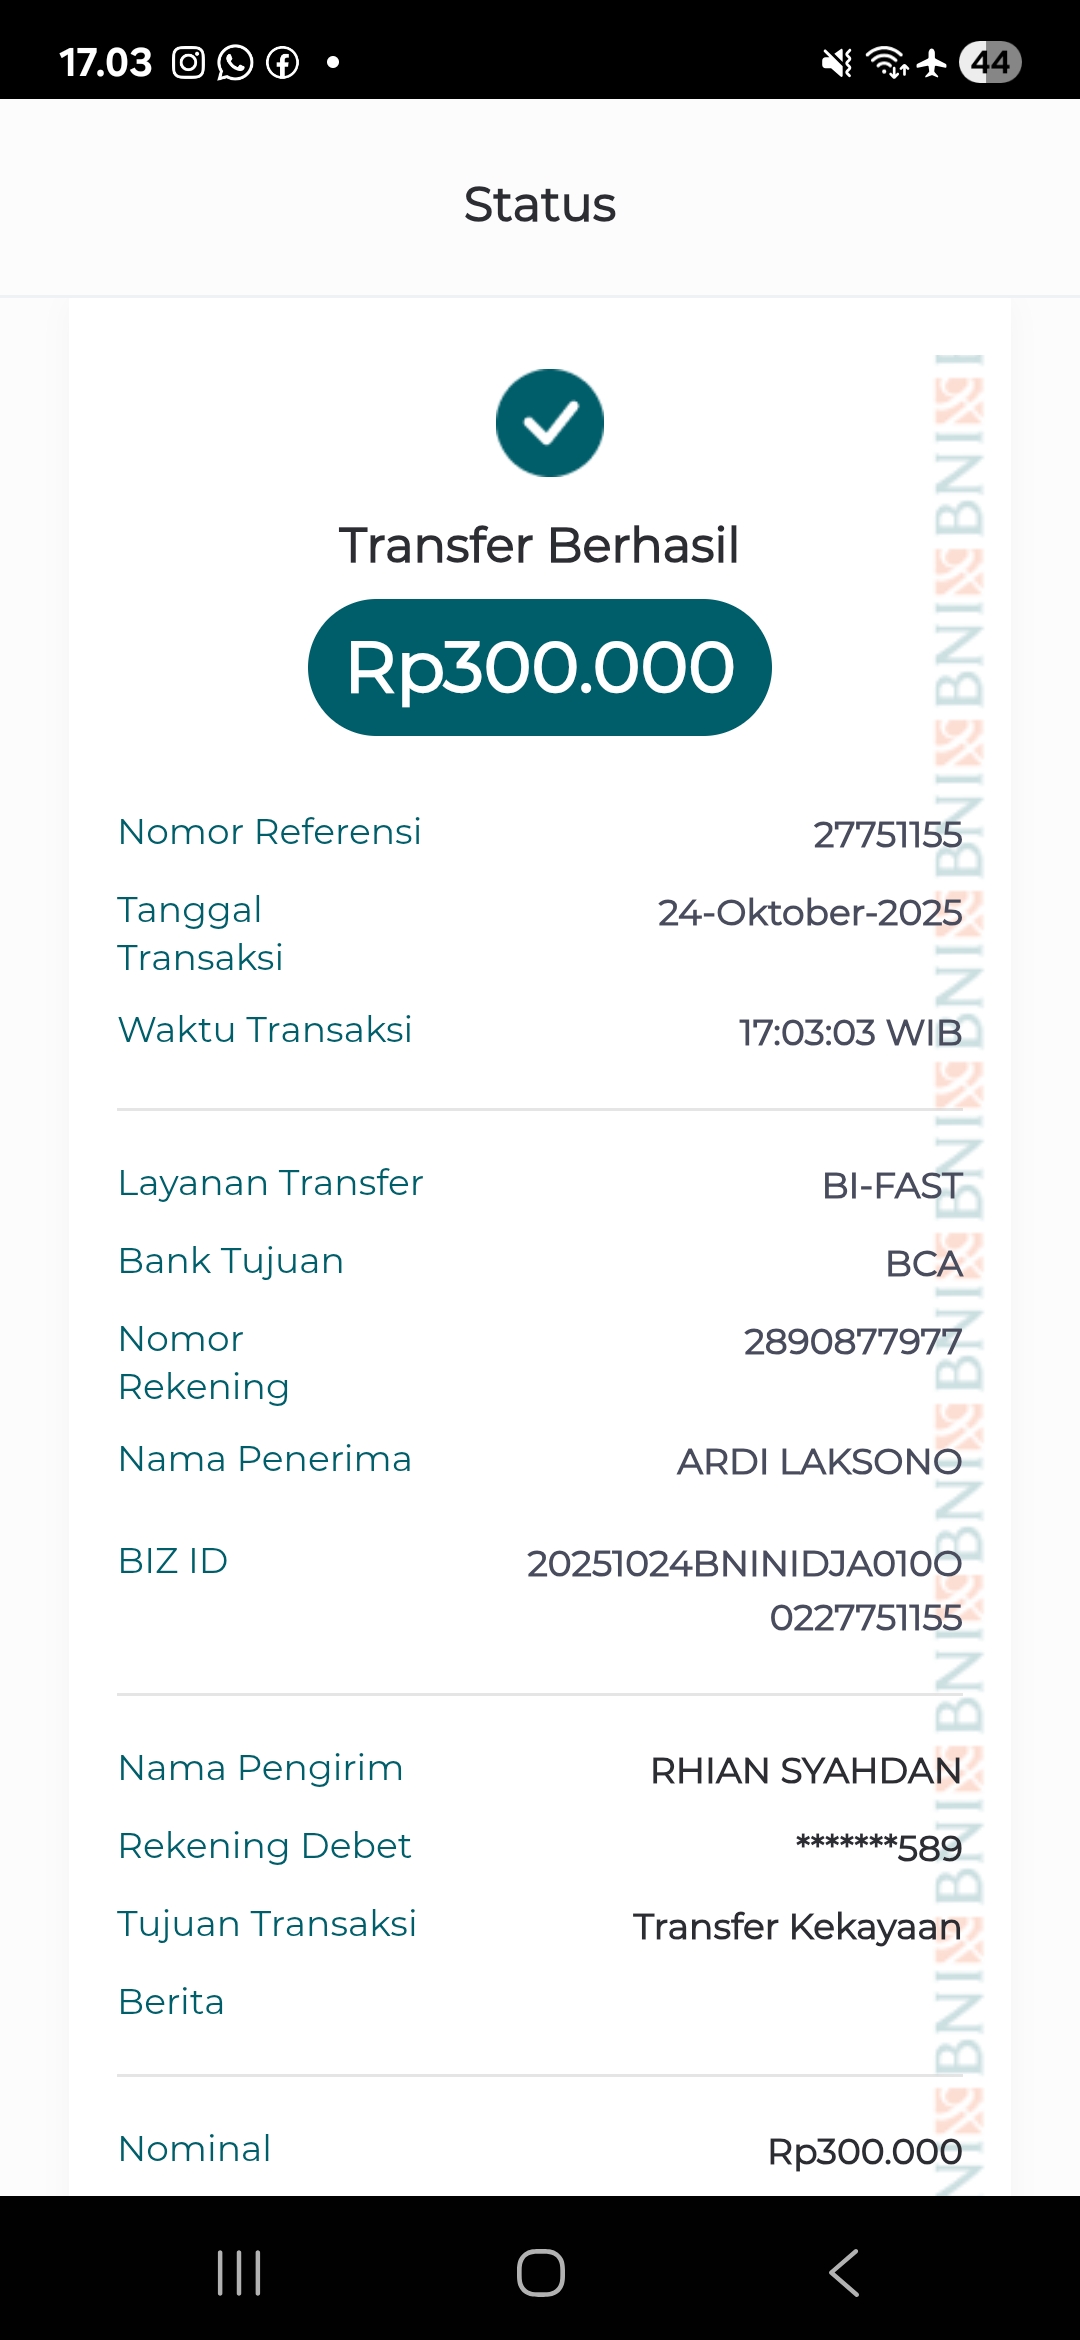 17.03
44
Status
Transfer Berhasil
Rp300.000
Nomor Referensi 27751155
Tanggal 24-Oktober-2025
Transaksi
Waktu Transaksi 17:03:03 WIB
Layanan Transfer BI-FAST
Bank Tujuan BCA
Nomor 2890877977
Rekening
Nama Penerima ARDI LAKSONO
BIZ ID 20251024BNINIDJA010O
0227751155
Nama Pengirim RHIAN SYAHDAN
Rekening Debet *******589
Tujuan Transaksi Transfer Kekayaan
Berita
Nominal Rp300.000
BNI BNI BNI BNI BNI BNI BNI BNI BNI BNI